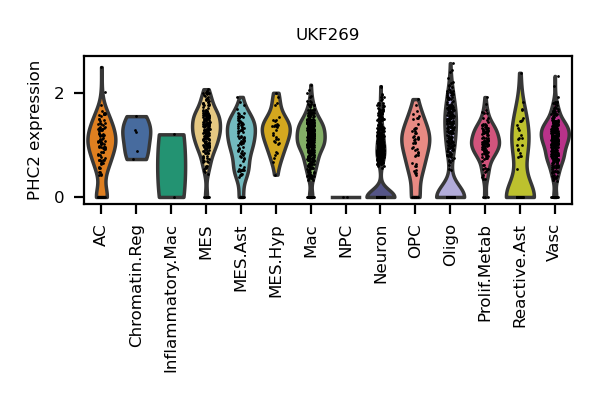 UKF269
PHC2 expression
2
0
AC
Chromatin.Reg
Inflammatory.Mac
MES
MES.Ast
MES.Hyp
Mac
NPC
Neuron
OPC
Oligo
Prolif.Metab
Reactive.Ast
Vasc